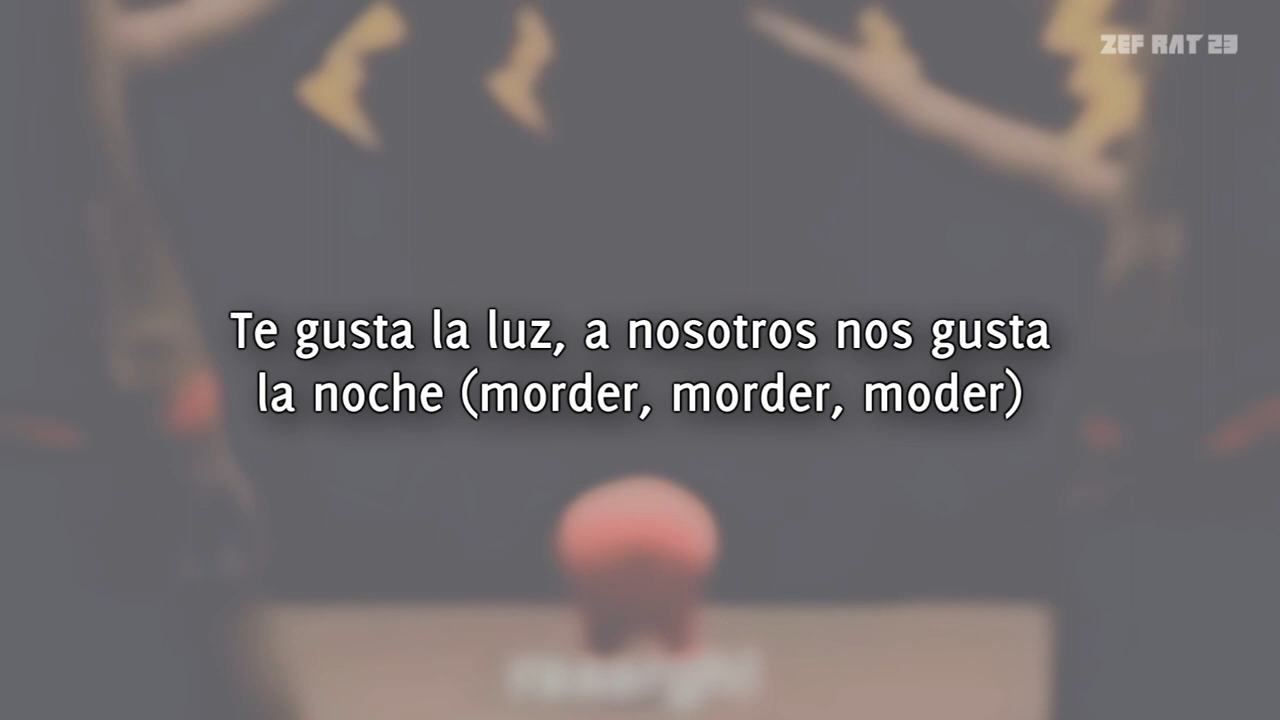 ZEF RAT 23
Te gusta la luz, a nosotros nos gusta
la noche (morder, morder, moder)